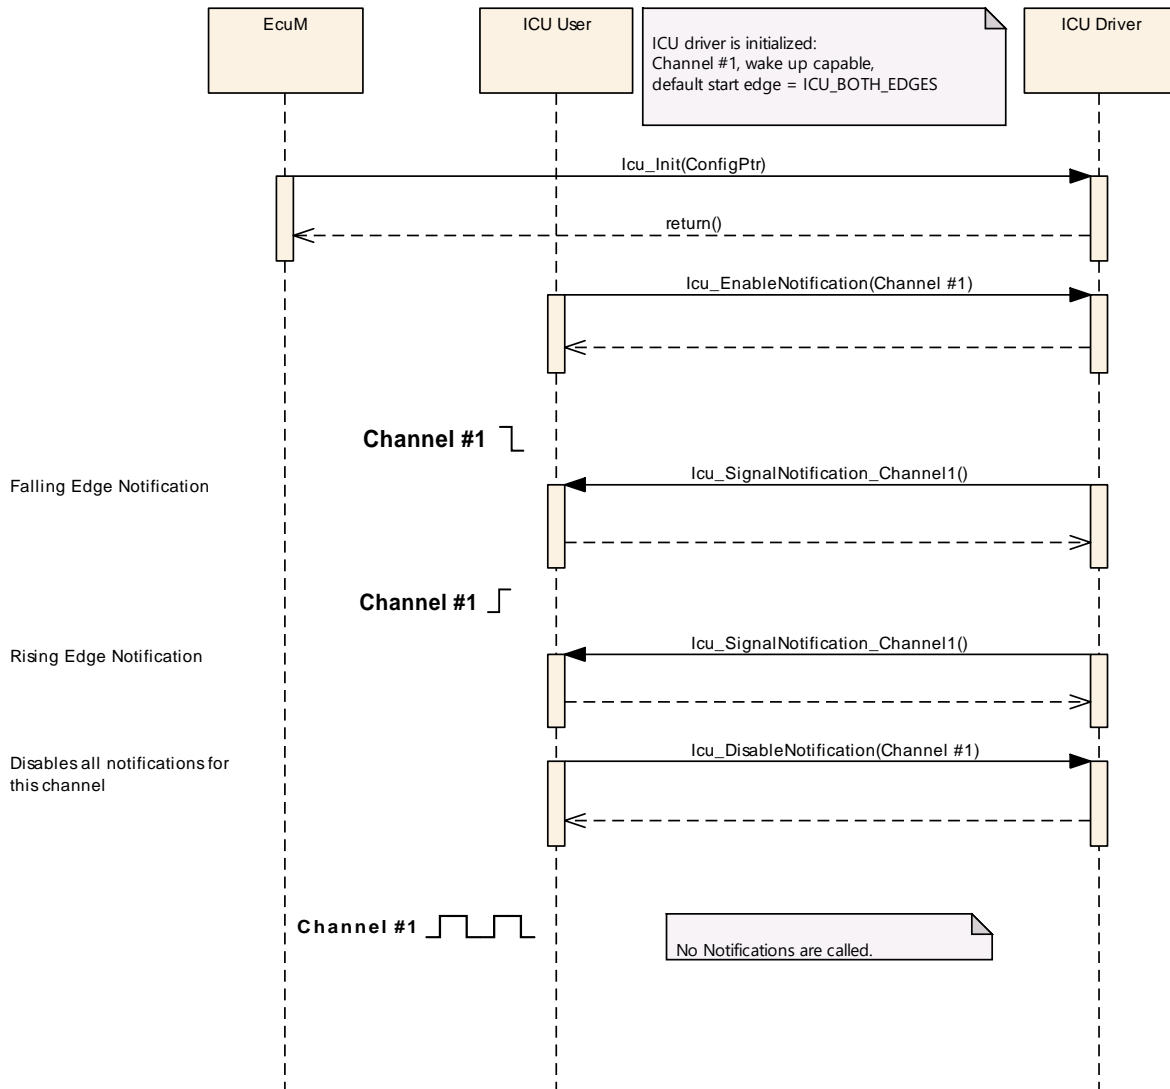 EcuM
ICU User
ICU driver is initialized:
Channel #1, wake up capable,
default start edge = ICU_BOTH_EDGES
ICU Driver
Icu_Init(ConfigPtr)
return()
Icu_EnableNotification(Channel #1)
Channel #1
Icu_SignalNotification_Channel1()
Falling Edge Notification
Channel #1
Icu_SignalNotification_Channel1()
Rising Edge Notification
Icu_DisableNotification(Channel #1)
Disables all notifications for
this channel
Channel #1
No Notifications are called.